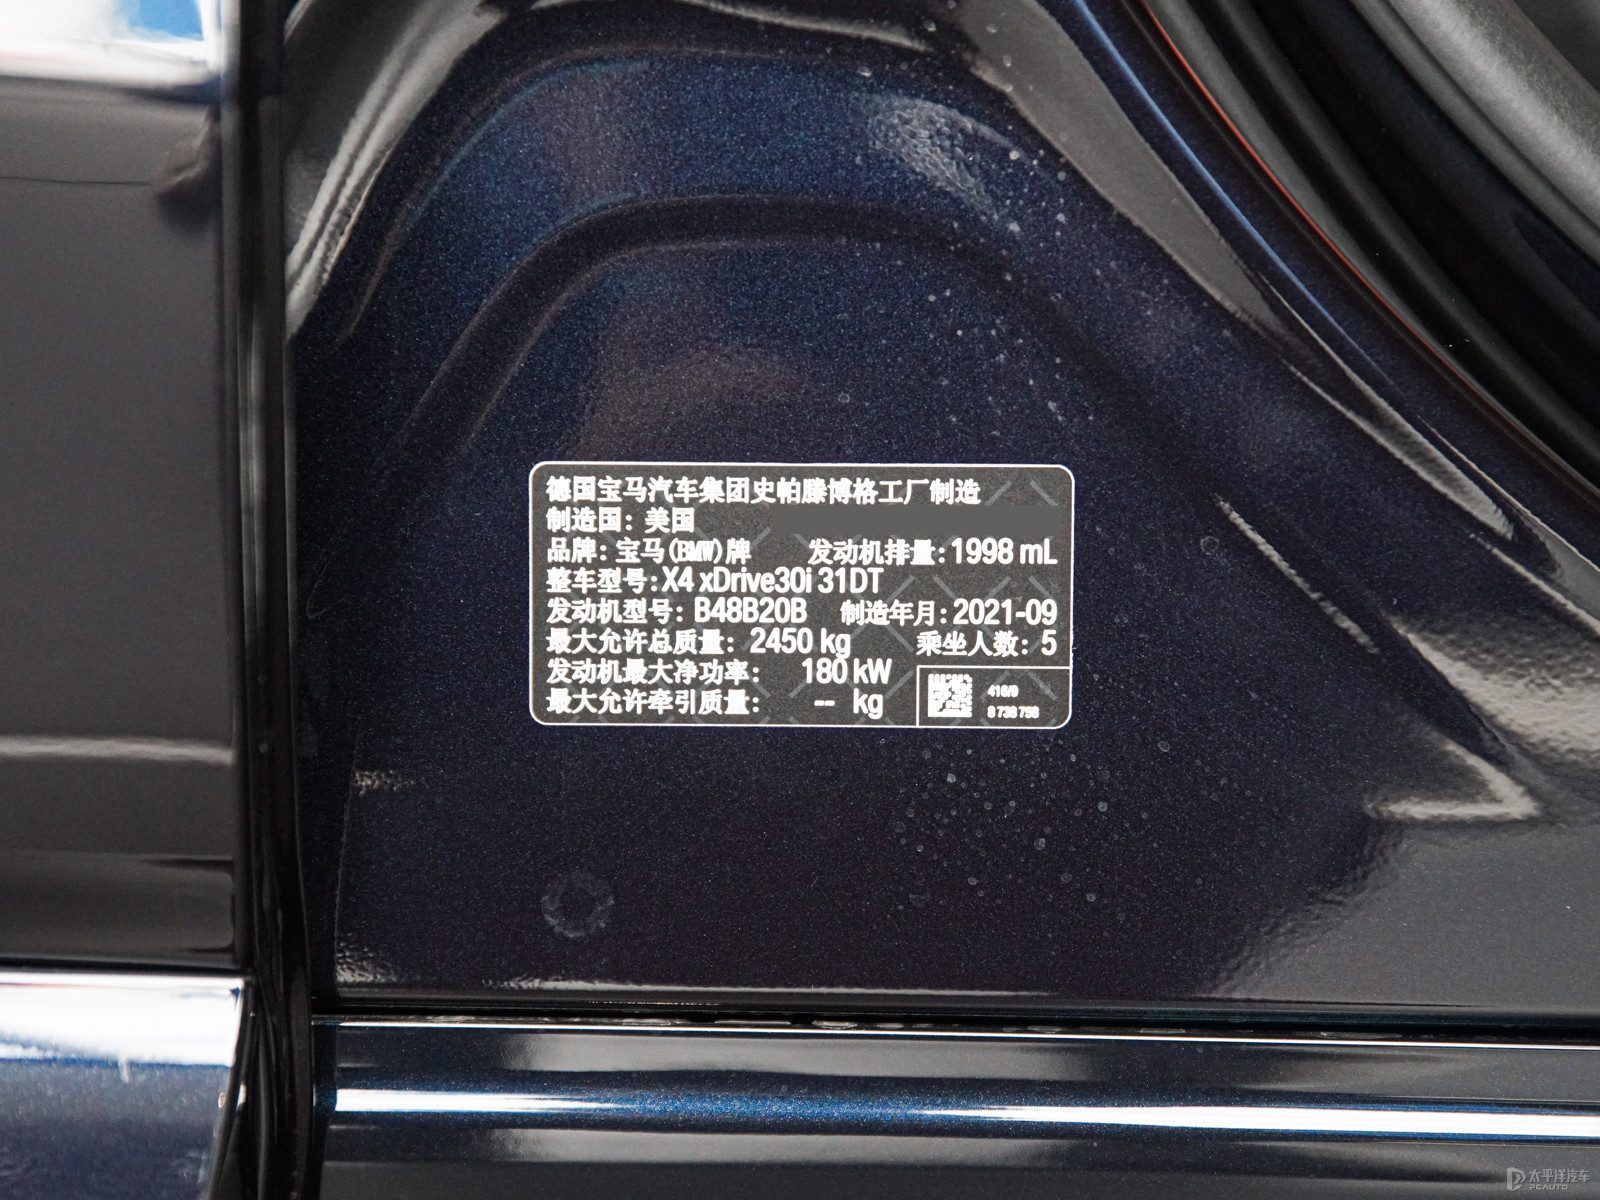 德国宝马汽车集团史帕滕博格工厂制造
制造国：美国
品牌：宝马(BMW)牌 发动机排量：1998 mL
整车型号：X4 xDrive30i 31DT
发动机型号：B48B20B 制造年月：2021-09
最大允许总质量：2450 kg 乘坐人数：5
发动机最大净功率：180 kW
最大允许牵引质量：-- kg
416/9
8 738 758
太平洋汽车
PCAUTO